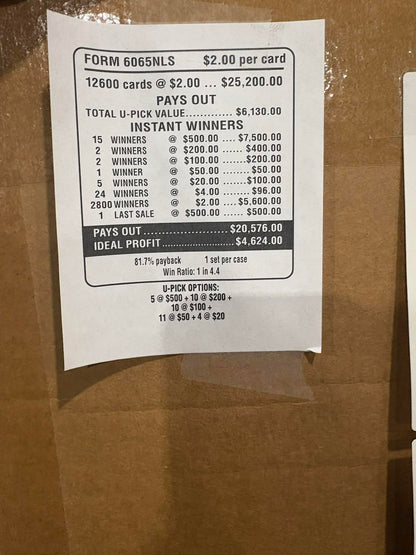 FORM 6065NLS $2.00 per card
12600 cards @ $2.00 ... $25,200.00
PAYS OUT
TOTAL U-PICK VALUE............. $6,130.00
INSTANT WINNERS
15 WINNERS @ $500.00 .... $7,500.00
2 WINNERS @ $200.00 ..... $400.00
2 WINNERS @ $100.00 ........$200.00
1 WINNER @ $50.00 ........$50.00
5 WINNERS @ $20.00 ........$100.00
24 WINNERS @ $4.00 ........$96.00
2800 WINNERS @ $2.00 .... $5,600.00
1 LAST SALE @ $500.00 ...... $500.00
PAYS OUT........................$20,576.00
IDEAL PROFIT.........................$4,624.00
81.7% payback 1 set per case
Win Ratio: 1 in 4.4
U-PICK OPTIONS:
5 @ $500 + 10 @ $200 +
10 @ $100 +
11 @ $50 + 4 @ $20